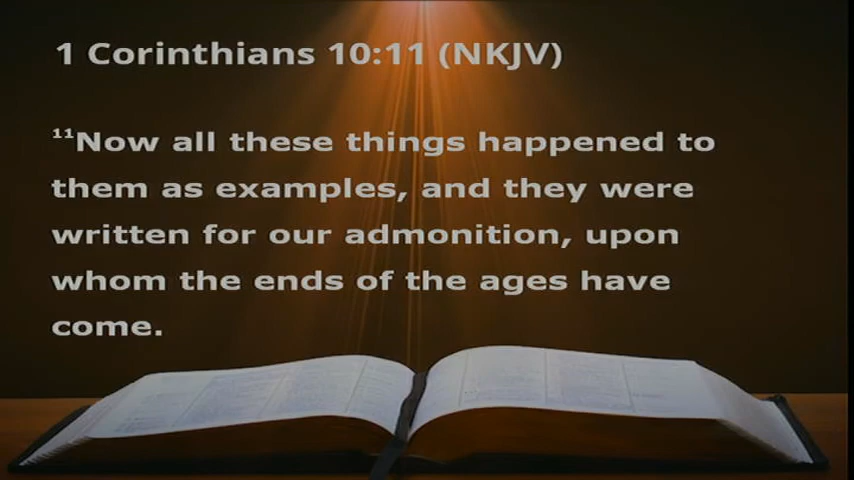 1 Corinthians 10:11 (NKJV)
¹¹Now all these things happened to
them as examples, and they were
written for our admonition, upon
whom the ends of the ages have
come.